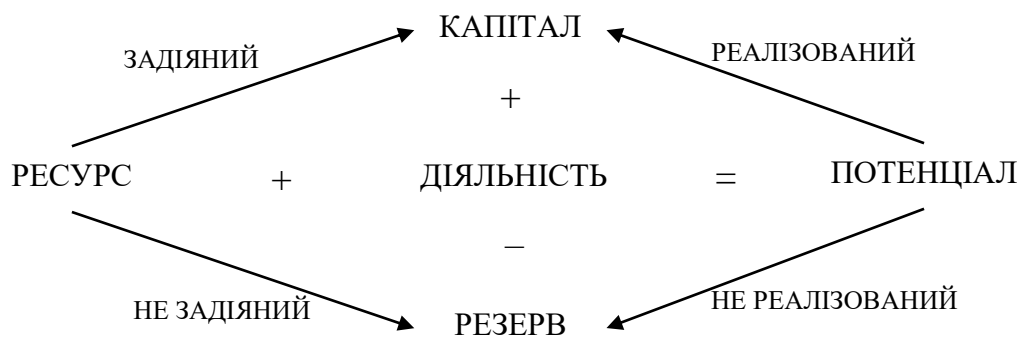 КАПІТАЛ
ЗАДІЯНИЙ
РЕАЛІЗОВАНИЙ
+
РЕСУРС + ДІЯЛЬНІСТЬ = ПОТЕНЦІАЛ
–
НЕ ЗАДІЯНИЙ
НЕ РЕАЛІЗОВАНИЙ
РЕЗЕРВ